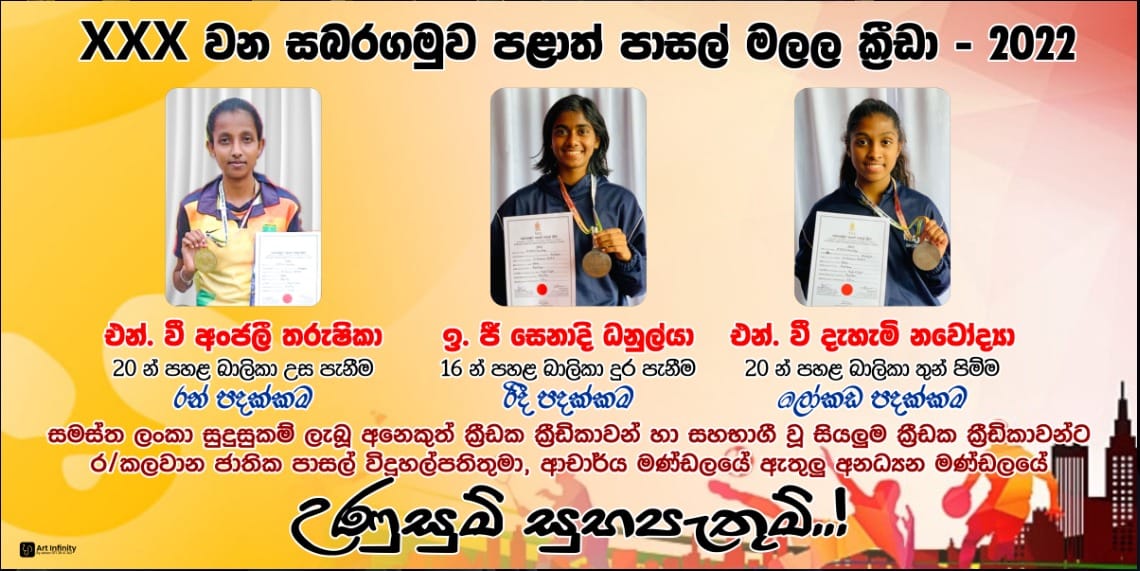 XXX වන සබරගමුව පළාත් පාසල් මලල ක්‍රීඩා - 2022
එන්. වී අංජලී තරුෂිකා
20 න් පහළ බාලිකා උස පැනීම
රන් පදක්කම
ඉ. ජී සෙනාදි ධනුල්යා
16 න් පහළ බාලිකා දුර පැනීම
රිදී පදක්කම
එන්. වී දැහැමි නවෝද්‍යා
20 න් පහළ බාලිකා තුන් පිම්ම
ලෝකඩ පදක්කම
සමස්ත ලංකා සුදුසුකම් ලැබූ අනෙකුත් ක්‍රීඩක ක්‍රීඩිකාවන් හා සහභාගී වූ සියලුම ක්‍රීඩක ක්‍රීඩිකාවන්ට
ර/කලවාන ජාතික පාසල් විදුහල්පතිතුමා, ආචාර්ය මණ්ඩලයේ ඇතුලු අනධ්‍යන මණ්ඩලයේ
උණුසුම් සුභපැතුම්..!
Art Infinity